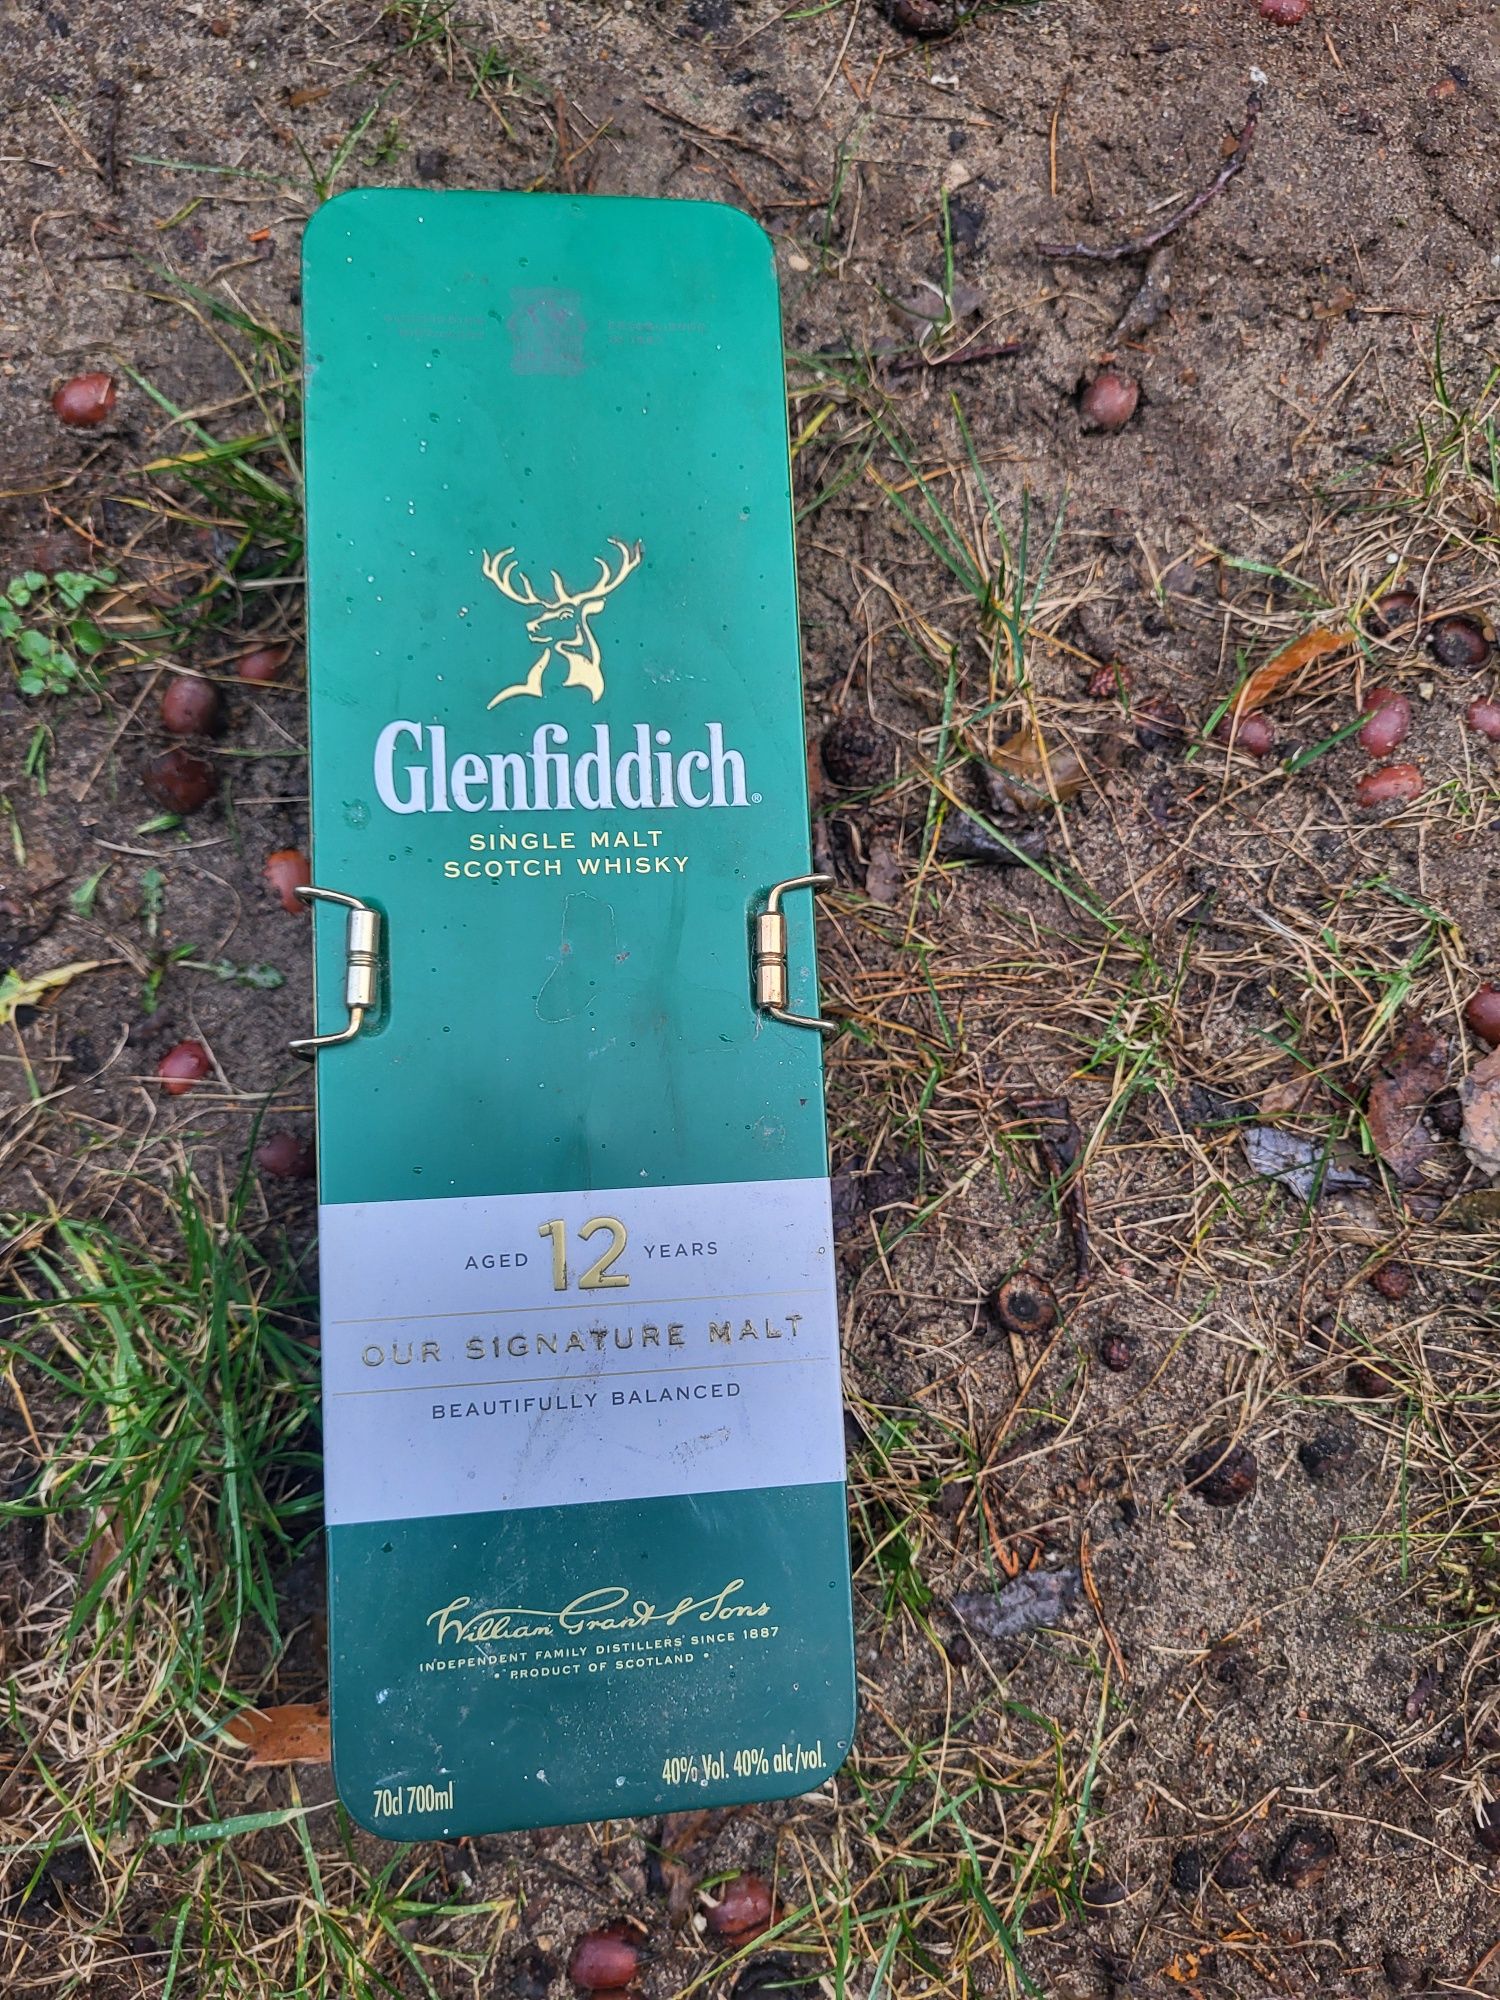 Glenfiddich®
SINGLE MALT
SCOTCH WHISKY
AGED 12 YEARS
OUR SIGNATURE MALT
BEAUTIFULLY BALANCED
William Grant & Sons
INDEPENDENT FAMILY DISTILLERS SINCE 1887
• PRODUCT OF SCOTLAND •
70cl 700ml
40% Vol. 40% alc/vol.